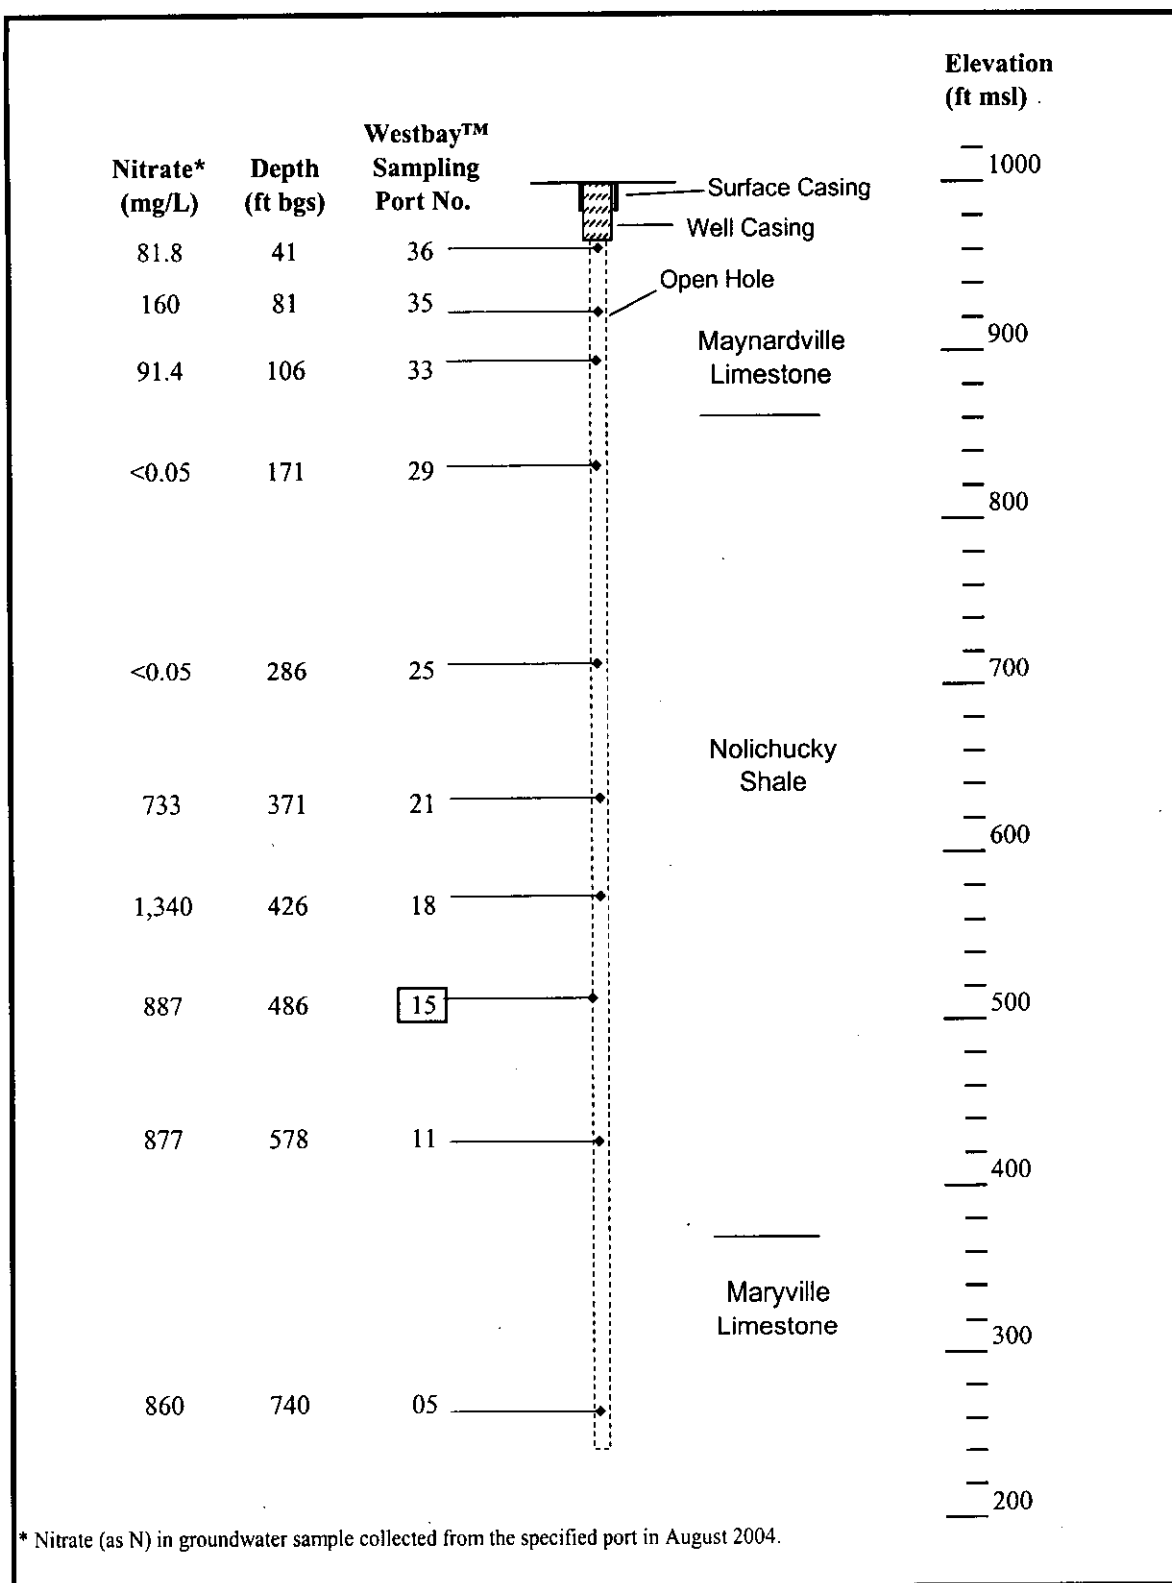 Elevation
(ft msl)
Westbay™
Nitrate* Depth Sampling
(mg/L) (ft bgs) Port No.
1000
Surface Casing
Well Casing
81.8 41 36
Open Hole
160 81 35
900
Maynardville
Limestone
91.4 106 33
<0.05 171 29
800
<0.05 286 25
700
Nolichucky
Shale
733 371 21
600
1,340 426 18
887 486 15
500
877 578 11
400
Maryville
Limestone
300
860 740 05
200
* Nitrate (as N) in groundwater sample collected from the specified port in August 2004.